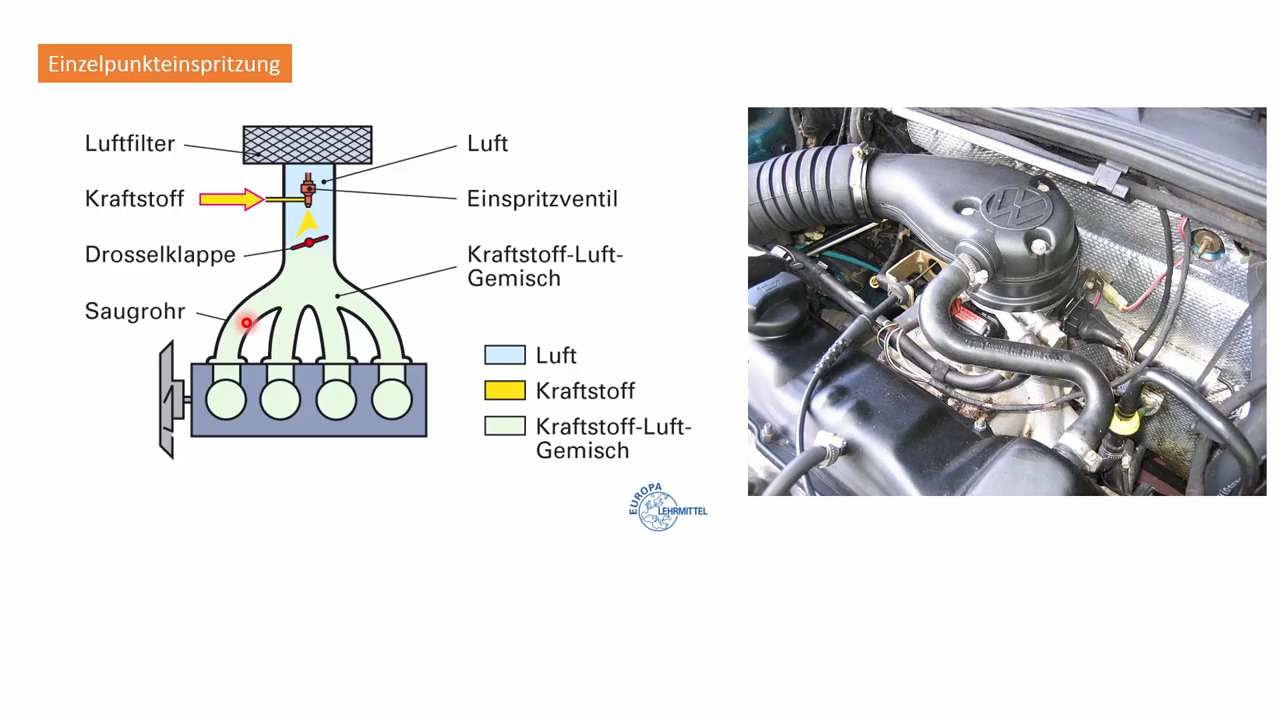 Einzelpunkteinspritzung
Luftfilter
Kraftstoff
Drosselklappe
Saugrohr
Luft
Einspritzventil
Kraftstoff-Luft-
Gemisch
Luft
Kraftstoff
Kraftstoff-Luft-
Gemisch
EUROPA
LEHRMITTEL